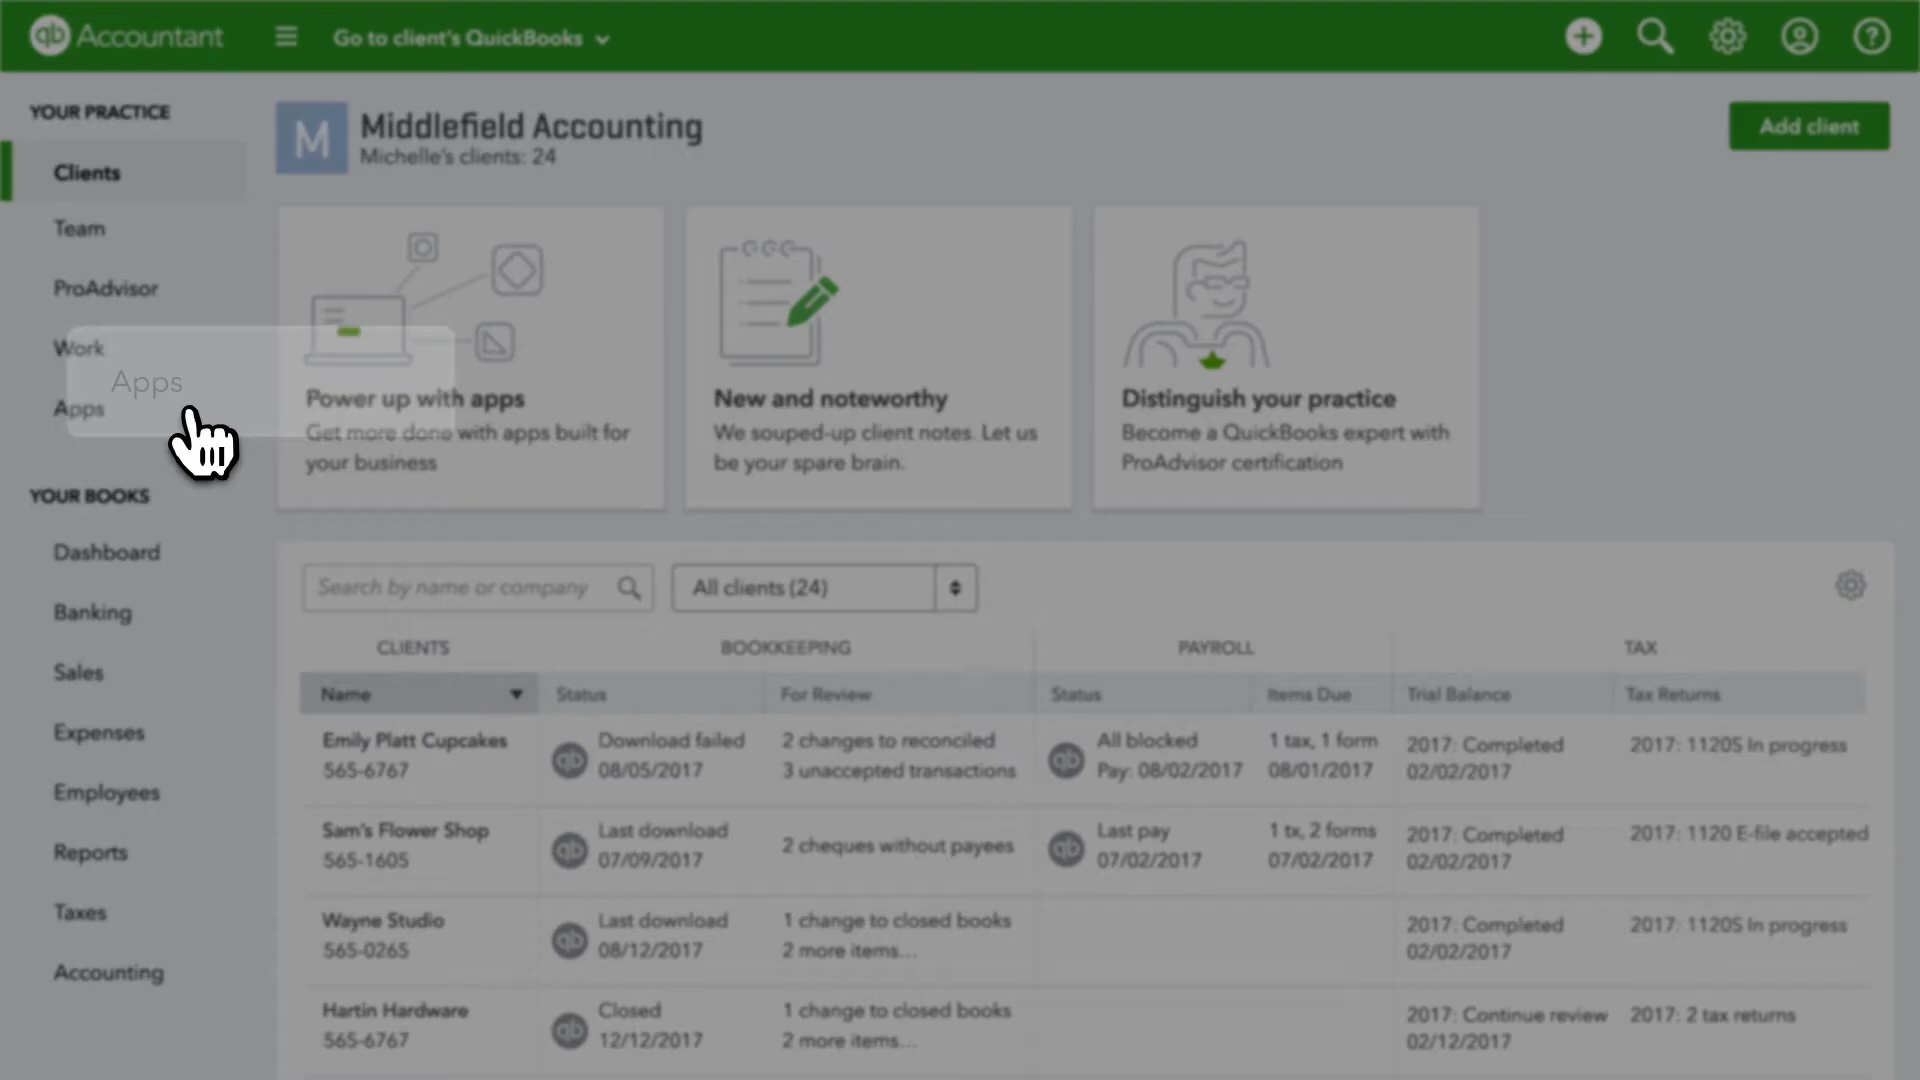 qb Accountant
Go to client's QuickBooks
YOUR PRACTICE
Clients
Team
ProAdvisor
Work
Apps
Apps
YOUR BOOKS
Dashboard
Banking
Sales
Expenses
Employees
Reports
Taxes
Accounting
M
Middlefield Accounting
Michelle's clients: 24
Add client
Power up with apps
Get more done with apps built for
your business
New and noteworthy
We souped-up client notes. Let us
be your spare brain.
Distinguish your practice
Become a QuickBooks expert with
ProAdvisor certification
Search by name or company
All clients (24)
CLIENTS BOOKKEEPING PAYROLL TAX
Name Status For Review Status Items Due Trial Balance Tax Returns
Emily Platt Cupcakes qb Download failed 2 changes to reconciled qb All blocked 1 tax, 1 form 2017: Completed 2017: 1120S In progress
565-6767 08/05/2017 3 unaccepted transactions Pay: 08/02/2017 08/01/2017 02/02/2017
Sam's Flower Shop qb Last download 2 cheques without payees qb Last pay 1 tx, 2 forms 2017: Completed 2017: 1120 E-file accepted
565-1605 07/09/2017 07/02/2017 07/02/2017 02/02/2017
Wayne Studio qb Last download 1 change to closed books 2017: Completed 2017: 1120S In progress
565-0265 08/12/2017 2 more items... 02/02/2017
Hartin Hardware qb Closed 1 change to closed books 2017: Continue review 2017: 2 tax returns
565-6767 12/12/2017 2 more items... 02/12/2017